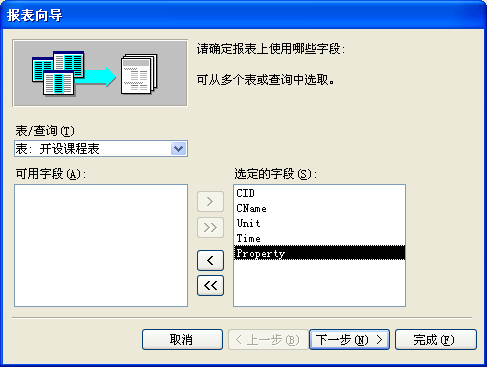 报表向导
请确定报表上使用哪些字段:
可从多个表或查询中选取。
表/查询(T)
表: 开设课程表
可用字段(A):
选定的字段(S):
CID
CName
Unit
Time
Property
>
>>
<
<<
取消
< 上一步(B)
下一步(N) >
完成(F)